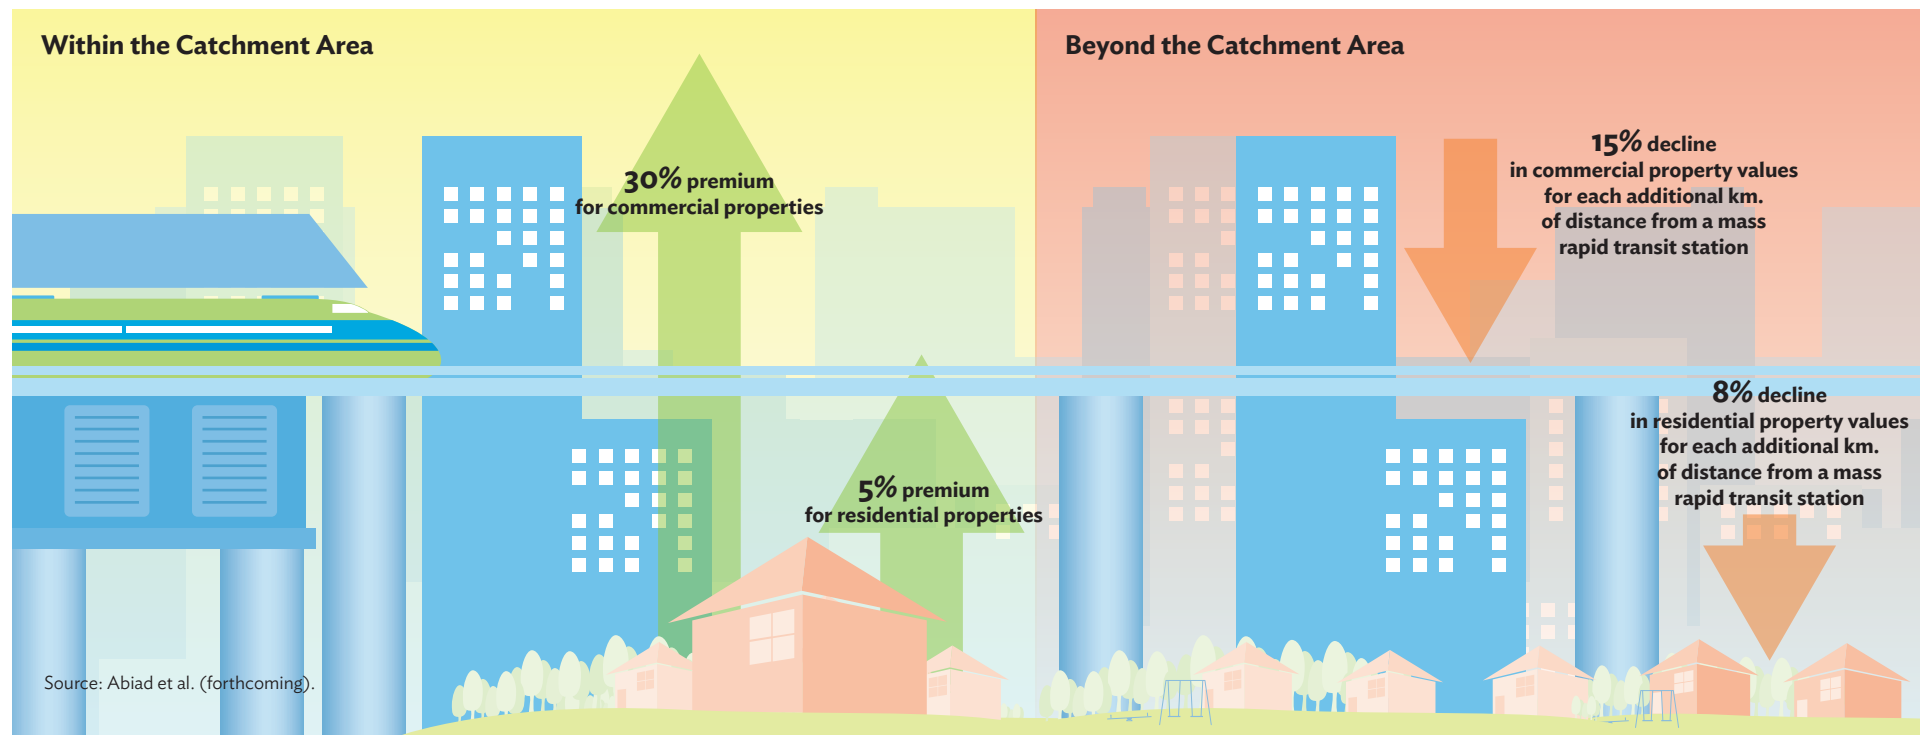 Within the Catchment Area
30% premium
for commercial properties
5% premium
for residential properties
Source: Abiad et al. (forthcoming).
Beyond the Catchment Area
15% decline
in commercial property values
for each additional km.
of distance from a mass
rapid transit station
8% decline
in residential property values
for each additional km.
of distance from a mass
rapid transit station